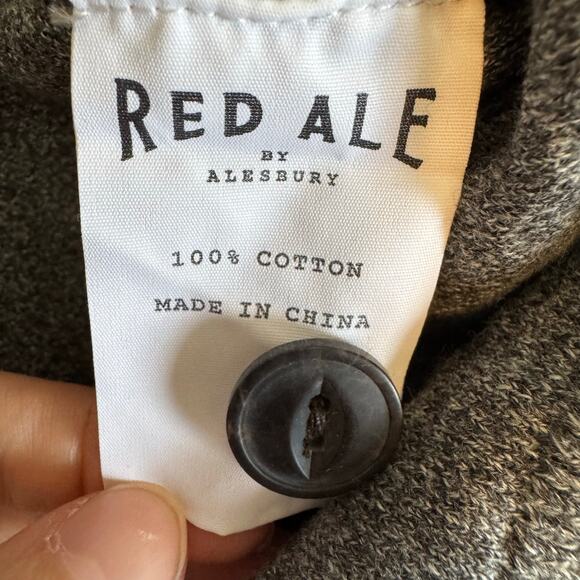 RED ALE
BY
ALESBURY
100% COTTON
MADE IN CHINA